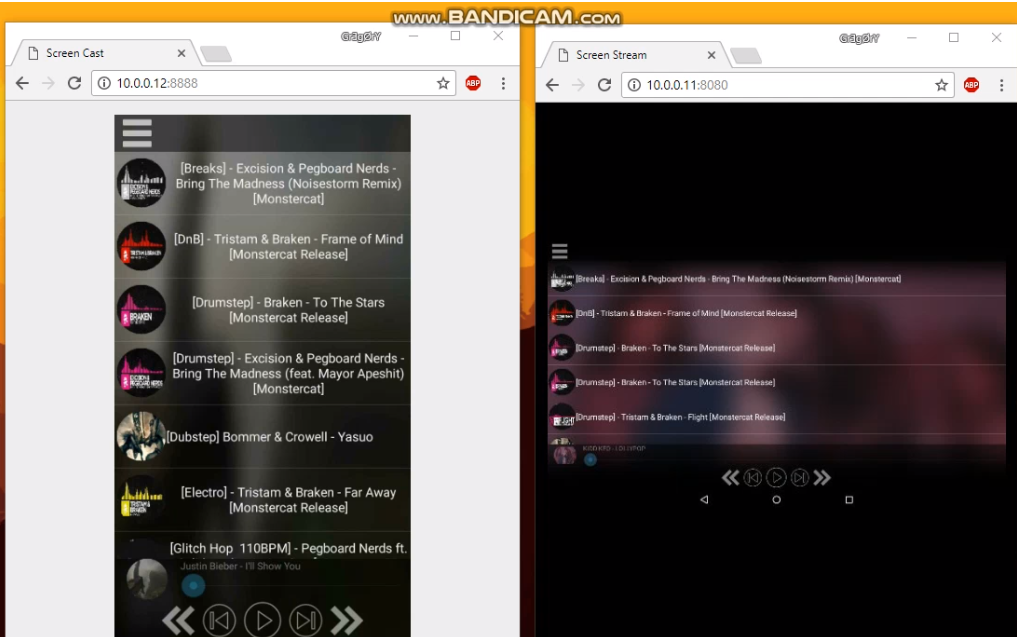 www.BANDICAM.com
GrăgØrY
Screen Cast
10.0.0.12:8888
ABP
[Breaks] - Excision & Pegboard Nerds -
Bring The Madness (Noisestorm Remix)
[Monstercat]
[DnB] - Tristam & Braken - Frame of Mind
[Monstercat Release]
BRAKEN
[Drumstep] - Braken - To The Stars
[Monstercat Release]
[Drumstep] - Excision & Pegboard Nerds -
Bring The Madness (feat. Mayor Apeshit)
[Monstercat]
[Dubstep] Bommer & Crowell - Yasuo
TRISTAM &
BRAKEN
[Electro] - Tristam & Braken - Far Away
[Monstercat Release]
[Glitch Hop 110BPM] - Pegboard Nerds ft.
Justin Bieber - I'll Show You
GrăgØrY
Screen Stream
10.0.0.11:8080
ABP
[Breaks] - Excision & Pegboard Nerds - Bring The Madness (Noisestorm Remix) [Monstercat]
[DnB] - Tristam & Braken - Frame of Mind [Monstercat Release]
[Drumstep] - Braken - To The Stars [Monstercat Release]
[Drumstep] - Braken - To The Stars [Monstercat Release]
[Drumstep] - Tristam & Braken - Flight [Monstercat Release]